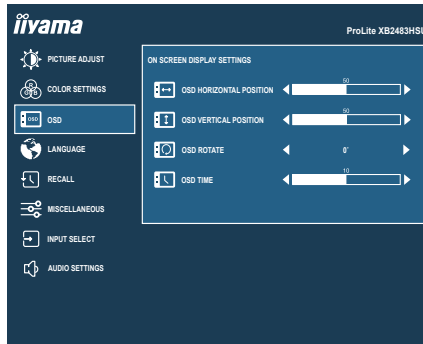 iiyama
ProLite XB2483HSU
PICTURE ADJUST
COLOR SETTINGS
R
G B
OSD
OSD
LANGUAGE
RECALL
MISCELLANEOUS
INPUT SELECT
AUDIO SETTINGS
ON SCREEN DISPLAY SETTINGS
OSD HORIZONTAL POSITION
50
OSD VERTICAL POSITION
50
OSD ROTATE
0°
OSD TIME
10